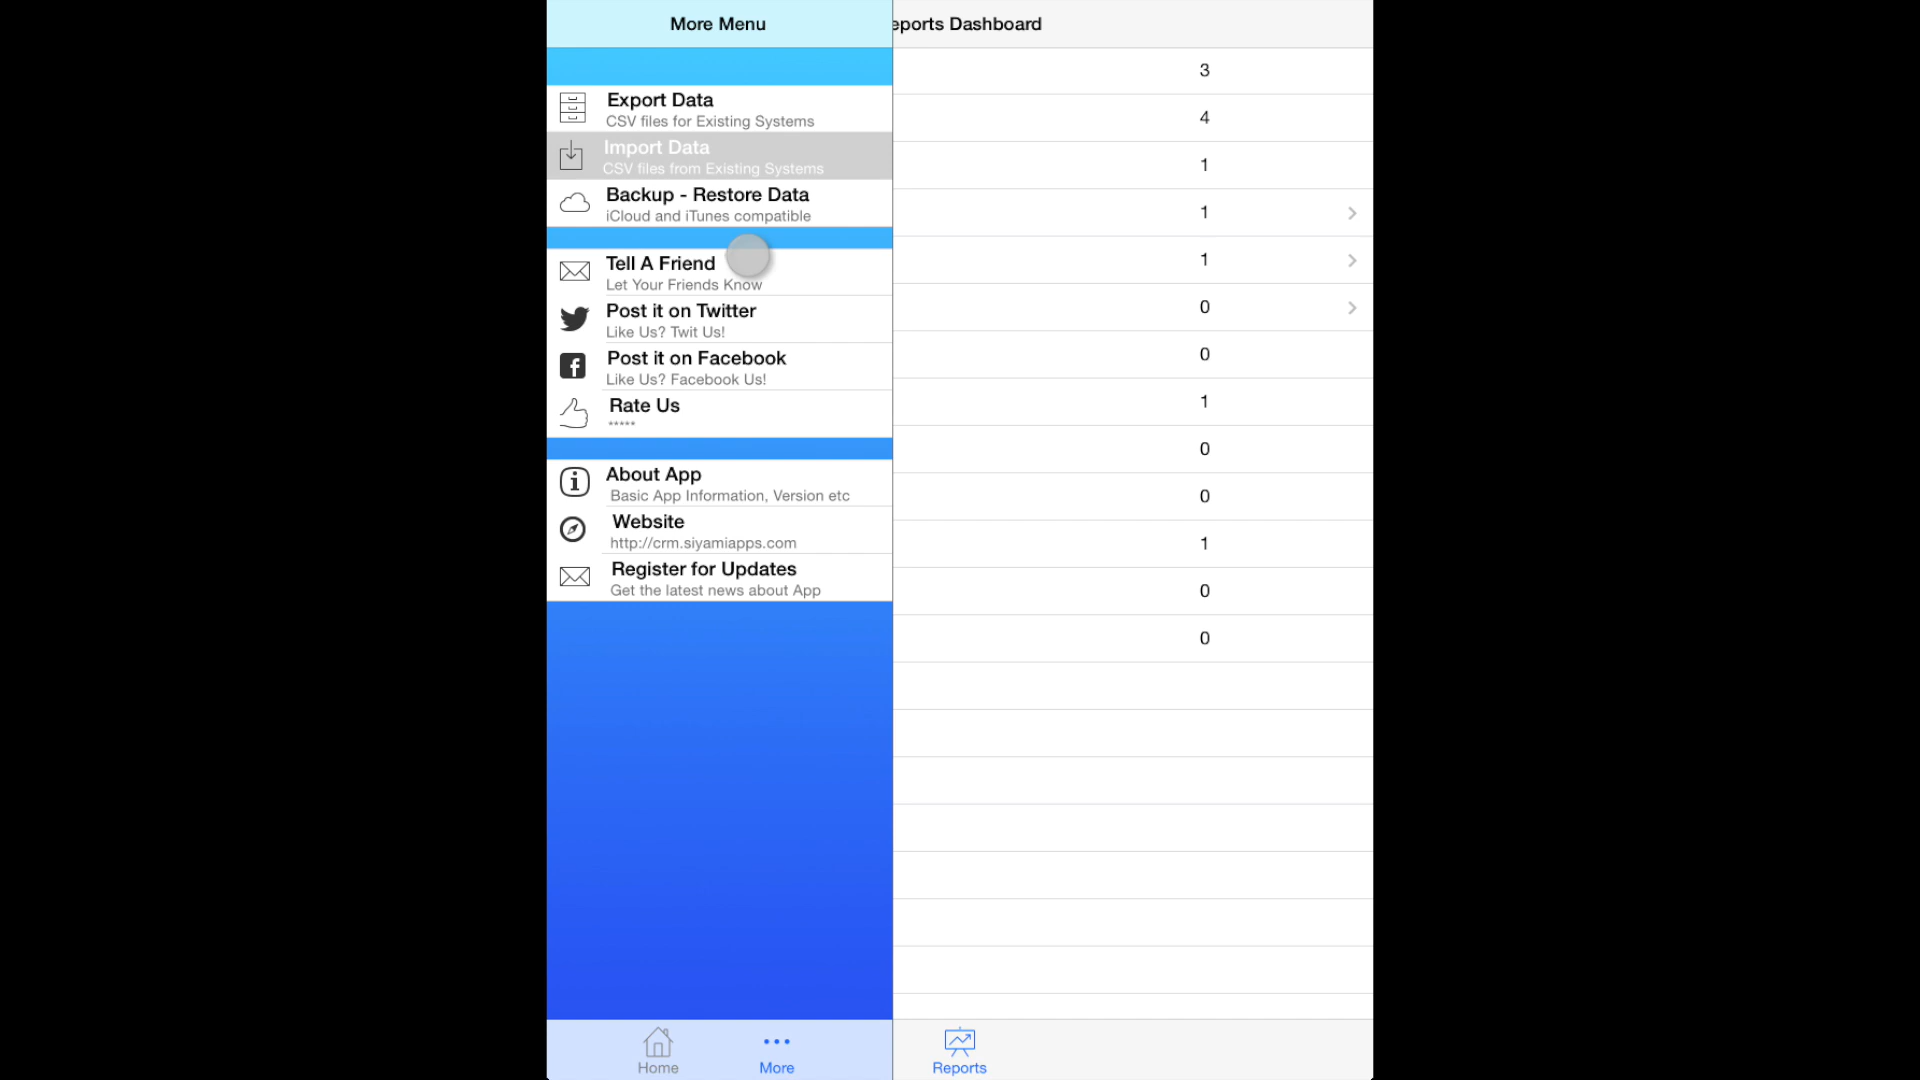 More Menu
eports Dashboard
Export Data
CSV files for Existing Systems
Import Data
CSV files from Existing Systems
Backup - Restore Data
iCloud and iTunes compatible
Tell A Friend
Let Your Friends Know
Post it on Twitter
Like Us? Twit Us!
Post it on Facebook
Like Us? Facebook Us!
Rate Us
*****
About App
Basic App Information, Version etc
Website
http://crm.siyamiapps.com
Register for Updates
Get the latest news about App
3
4
1
1
1
0
0
1
0
0
1
0
0
Home
More
Reports